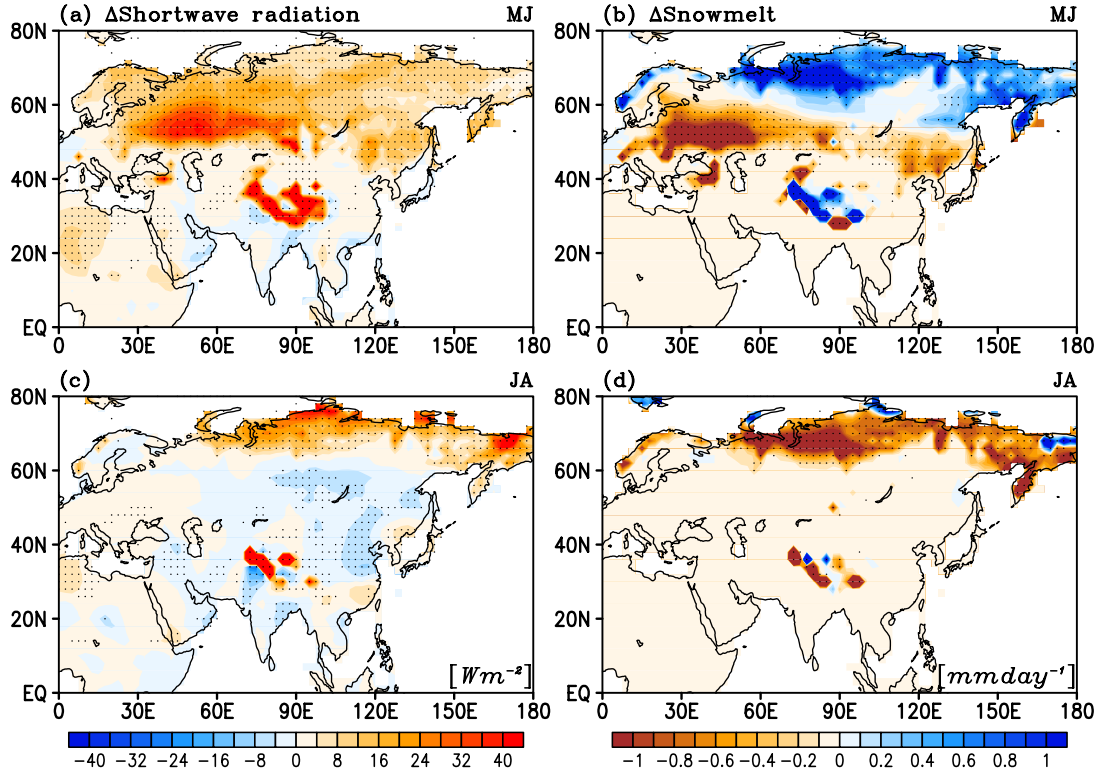 (a) ΔShortwave radiation MJ
(b) ΔSnowmelt MJ
80N
60N
40N
20N
EQ
0 30E 60E 90E 120E 150E 180
80N
60N
40N
20N
EQ
0 30E 60E 90E 120E 150E 180
(c) JA
(d) JA
80N
60N
40N
20N
EQ
0 30E 60E 90E 120E 150E 180
[Wm⁻²]
80N
60N
40N
20N
EQ
0 30E 60E 90E 120E 150E 180
[mmday⁻¹]
-40 -32 -24 -16 -8 0 8 16 24 32 40
-1 -0.8 -0.6 -0.4 -0.2 0 0.2 0.4 0.6 0.8 1